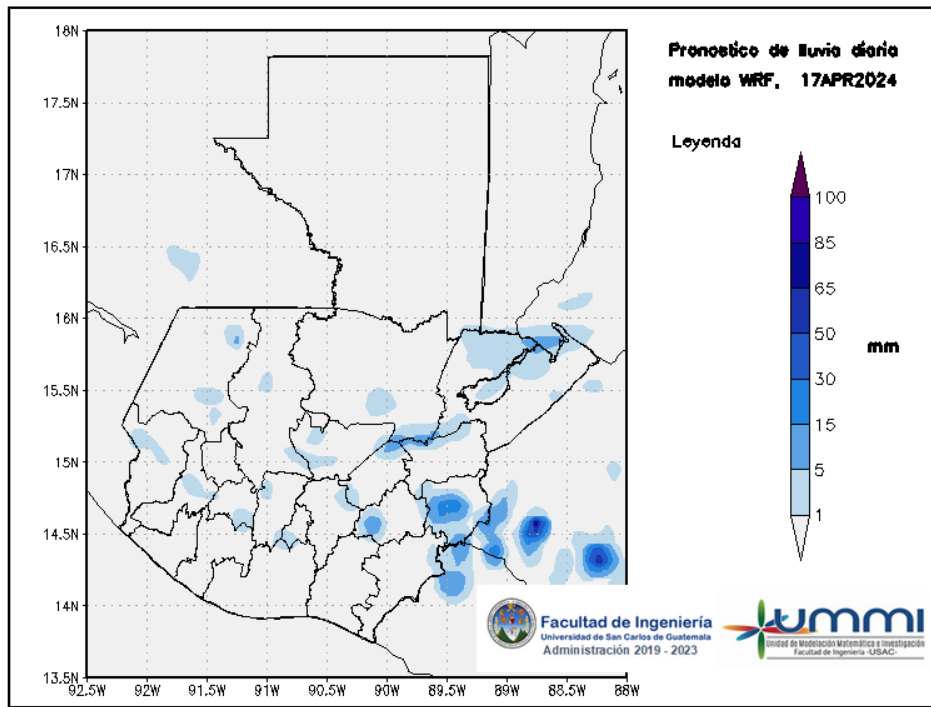 Pronostico de lluvia diaria
modelo WRF, 17APR2024
Leyenda
100
85
65
50
30
15
5
1
mm
18N
17.5N
17N
16.5N
16N
15.5N
15N
14.5N
14N
13.5N
92.5W 92W 91.5W 91W 90.5W 90W 89.5W 89W 88.5W 88W
Facultad de Ingeniería
Universidad de San Carlos de Guatemala
Administración 2019 - 2023
UMMI
Unidad de Modelación Matemática e Investigación
Facultad de Ingeniería -USAC-